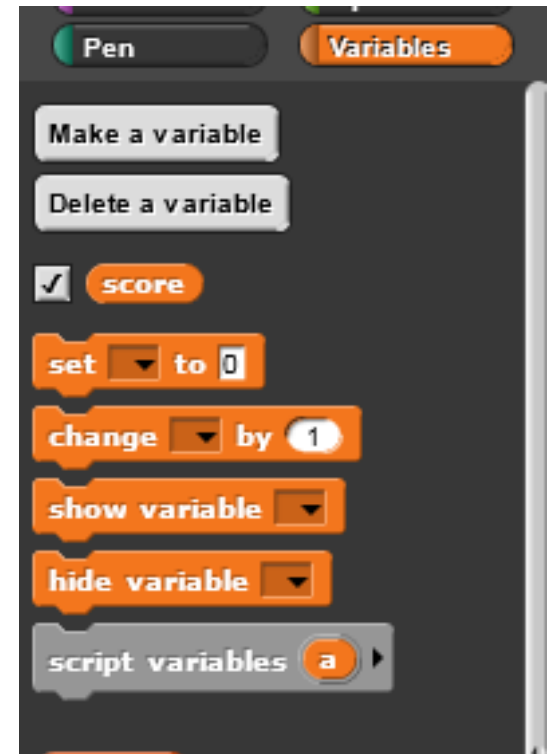 Pen Variables
Make a variable
Delete a variable
score
set to 0
change by 1
show variable
hide variable
script variables a